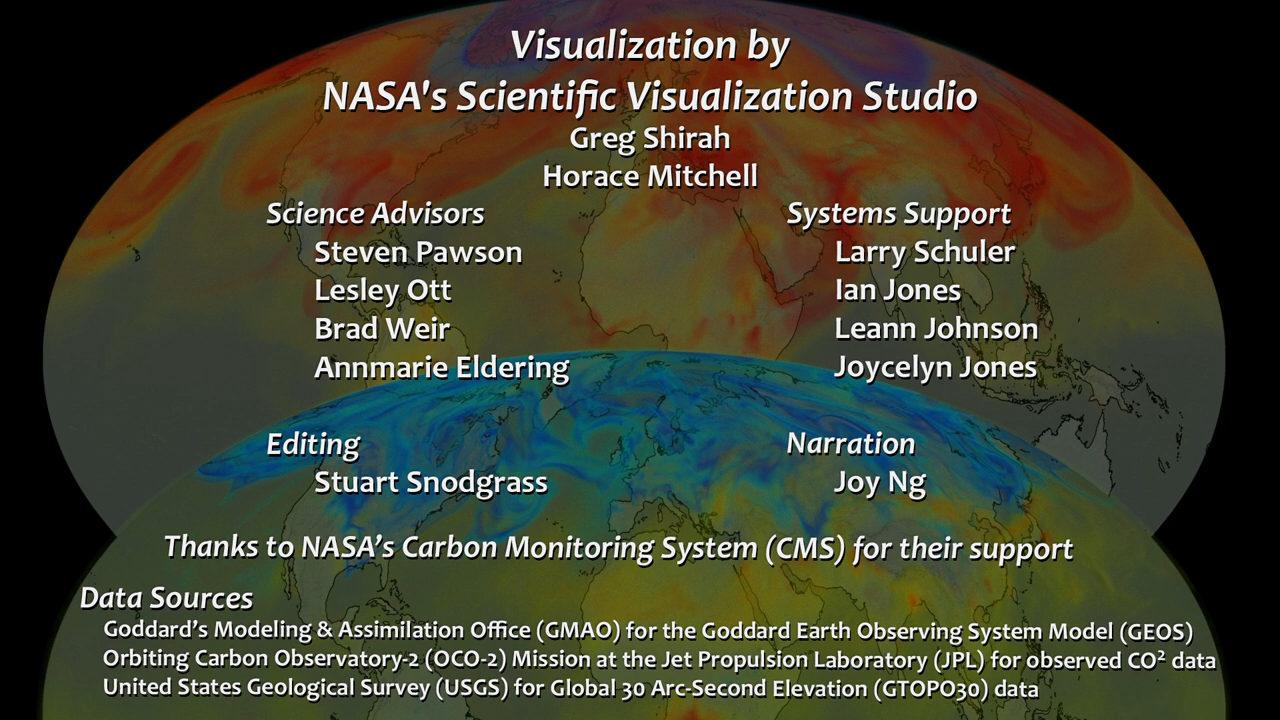 Visualization by
NASA's Scientific Visualization Studio
Greg Shirah
Horace Mitchell
Science Advisors
Steven Pawson
Lesley Ott
Brad Weir
Annmarie Eldering
Systems Support
Larry Schuler
Ian Jones
Leann Johnson
Joycelyn Jones
Editing
Stuart Snodgrass
Narration
Joy Ng
Thanks to NASA’s Carbon Monitoring System (CMS) for their support
Data Sources
Goddard’s Modeling & Assimilation Office (GMAO) for the Goddard Earth Observing System Model (GEOS)
Orbiting Carbon Observatory-2 (OCO-2) Mission at the Jet Propulsion Laboratory (JPL) for observed CO² data
United States Geological Survey (USGS) for Global 30 Arc-Second Elevation (GTOPO30) data